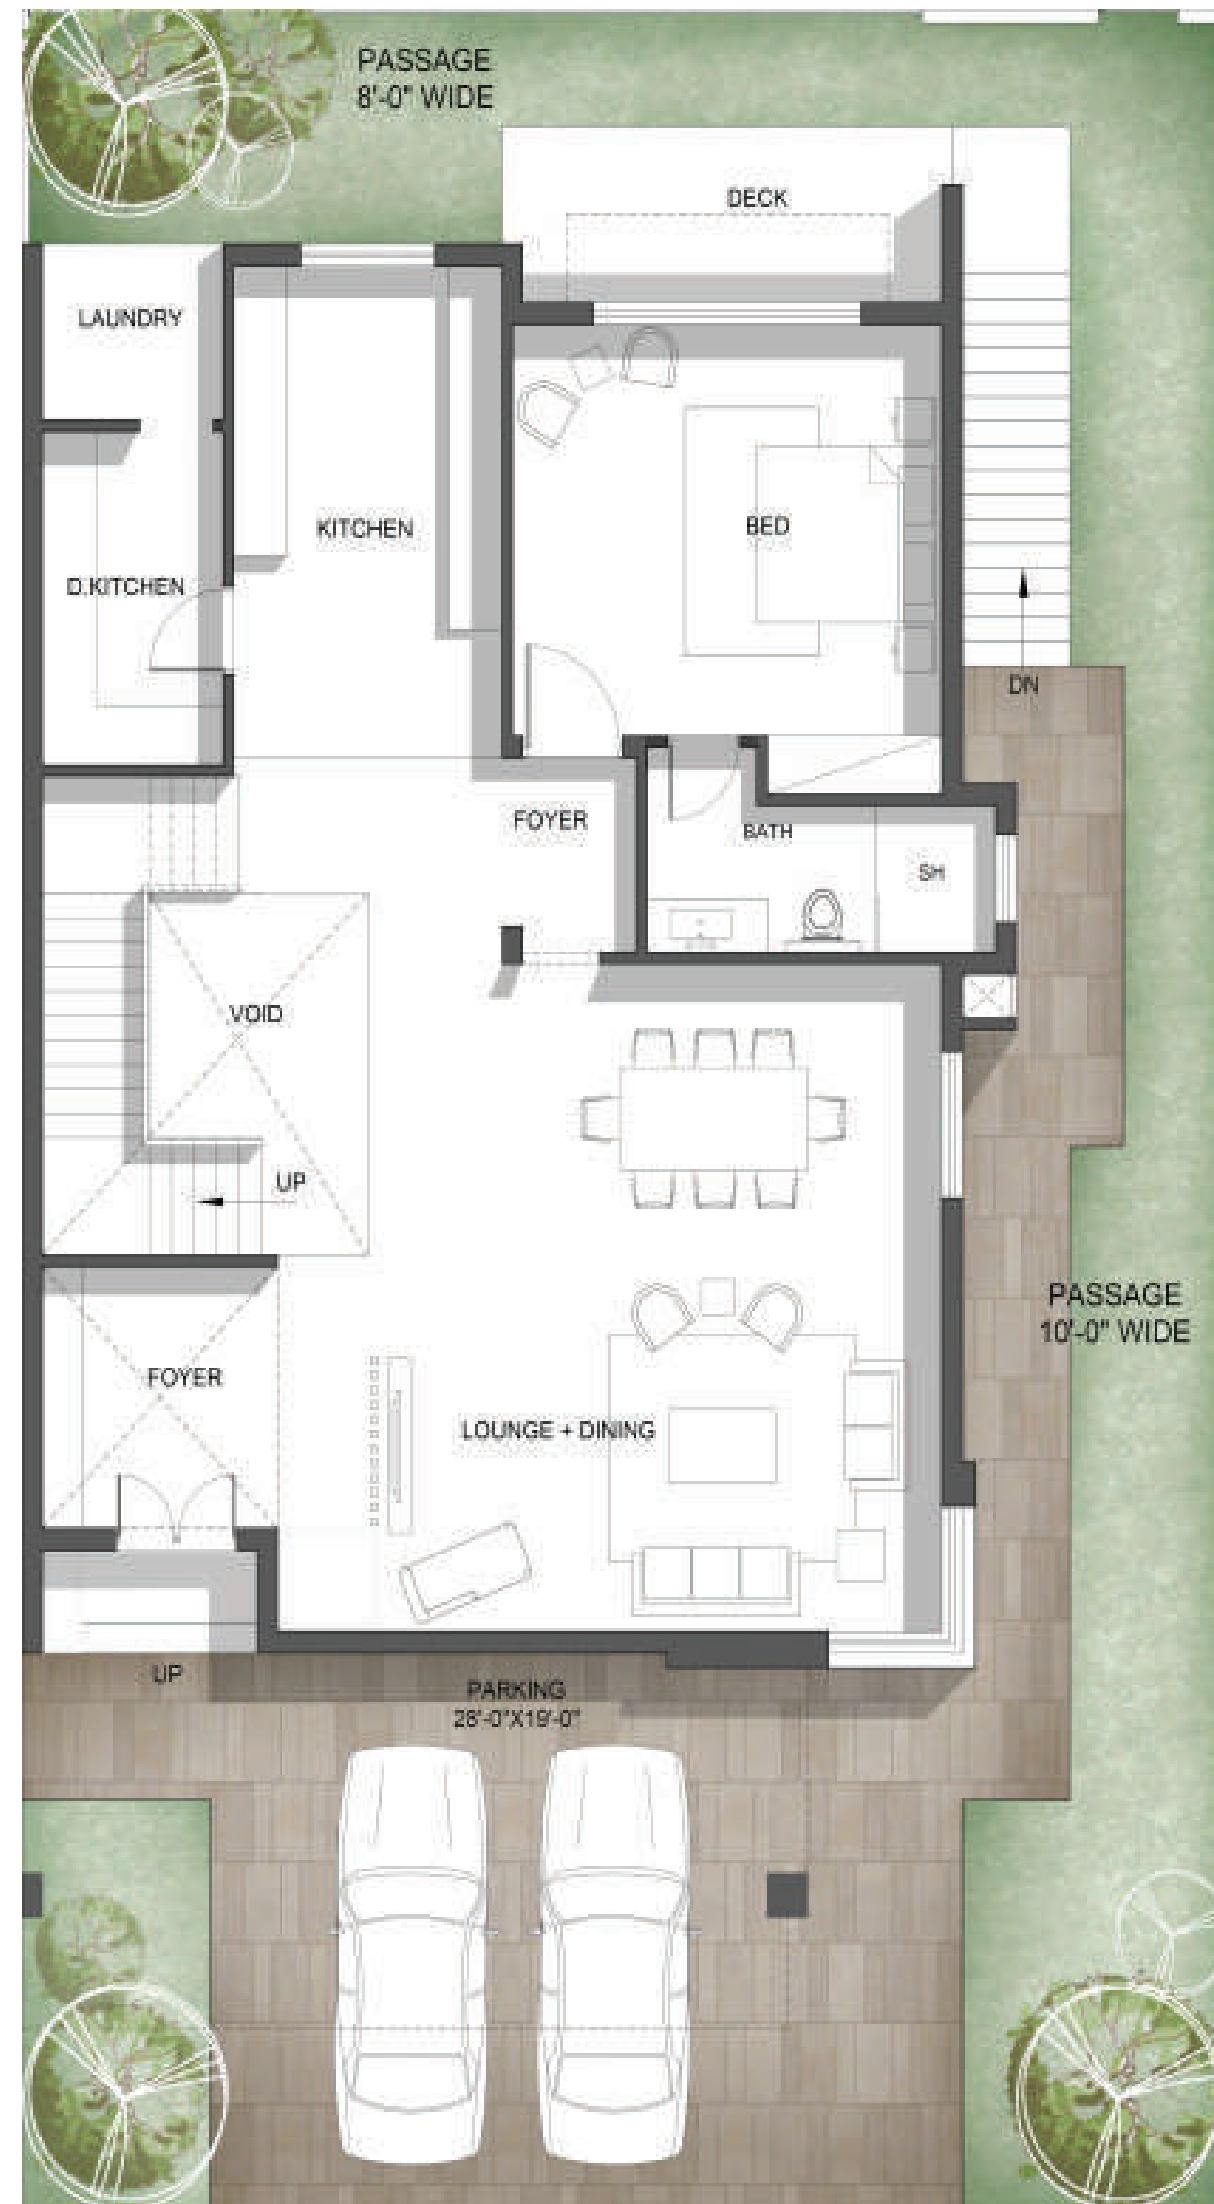 PASSAGE
8'-0" WIDE
DECK
LAUNDRY
KITCHEN
BED
D.KITCHEN
DN
FOYER
BATH
SH
VOID
UP
PASSAGE
10'-0" WIDE
FOYER
LOUNGE + DINING
UP
PARKING
28'-0"X19'-0"